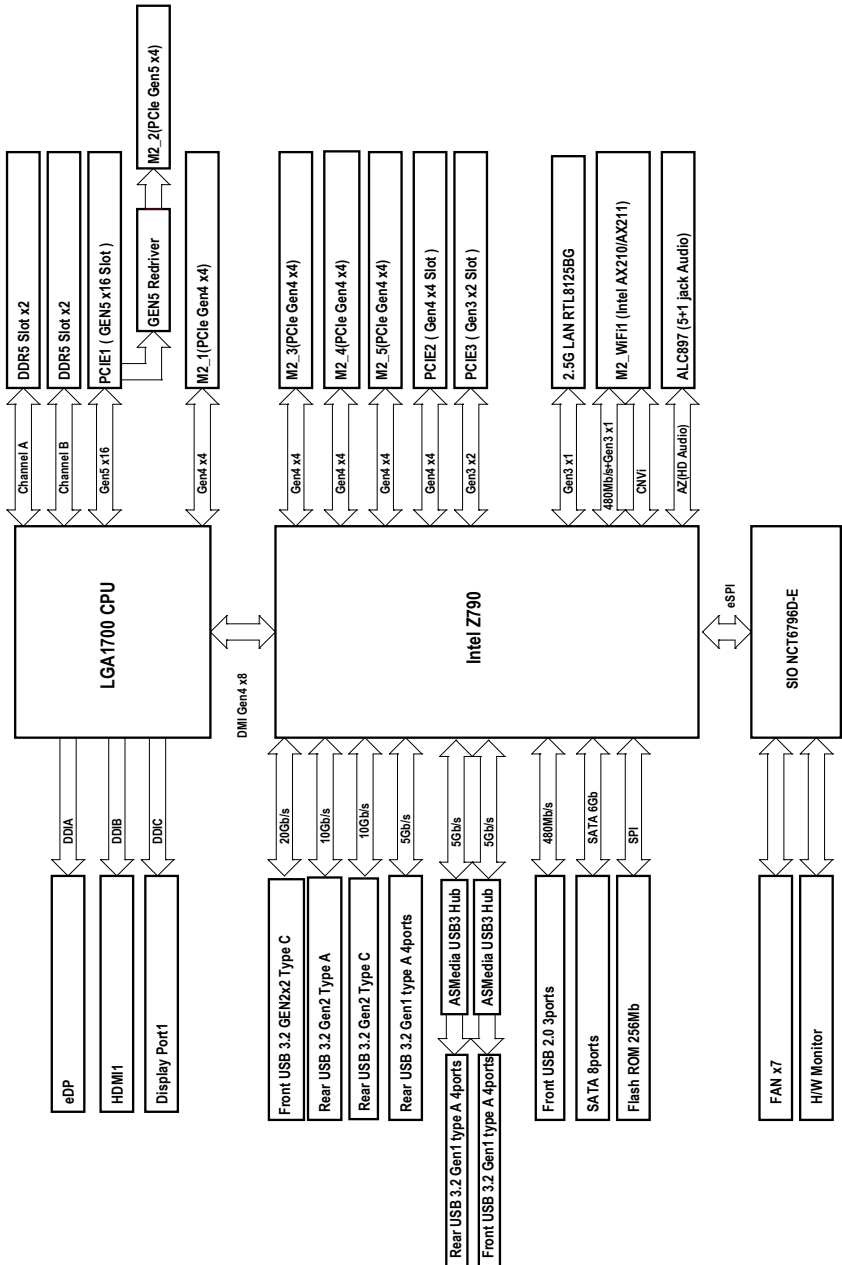 M2_2(PCIe Gen5 x4)
DDR5 Slot x2
DDR5 Slot x2
PCIE1 ( GEN5 x16 Slot )
GEN5 Redriver
M2_1(PCIe Gen4 x4)
M2_3(PCIe Gen4 x4)
M2_4(PCIe Gen4 x4)
M2_5(PCIe Gen4 x4)
PCIE2 ( Gen4 x4 Slot )
PCIE3 ( Gen3 x2 Slot )
2.5G LAN RTL8125BG
M2_WiFi1 (Intel AX210/AX211)
ALC897 (5+1 jack Audio)
Channel A
Channel B
Gen5 x16
Gen4 x4
Gen4 x4
Gen4 x4
Gen4 x4
Gen4 x4
Gen3 x2
Gen3 x1
480Mb/s+Gen3 x1
CNVi
AZ(HD Audio)
LGA1700 CPU
DMI Gen4 x8
Intel Z790
eSPI
SIO NCT6796D-E
DDIA
DDIB
DDIC
20Gb/s
10Gb/s
10Gb/s
5Gb/s
5Gb/s
5Gb/s
480Mb/s
SATA 6Gb
SPI
eDP
HDMI1
Display Port1
Front USB 3.2 GEN2x2 Type C
Rear USB 3.2 Gen2 Type A
Rear USB 3.2 Gen2 Type C
Rear USB 3.2 Gen1 type A 4ports
ASMedia USB3 Hub
ASMedia USB3 Hub
Front USB 2.0 3ports
SATA 8ports
Flash ROM 256Mb
FAN x7
H/W Monitor
Rear USB 3.2 Gen1 type A 4ports
Front USB 3.2 Gen1 type A 4ports